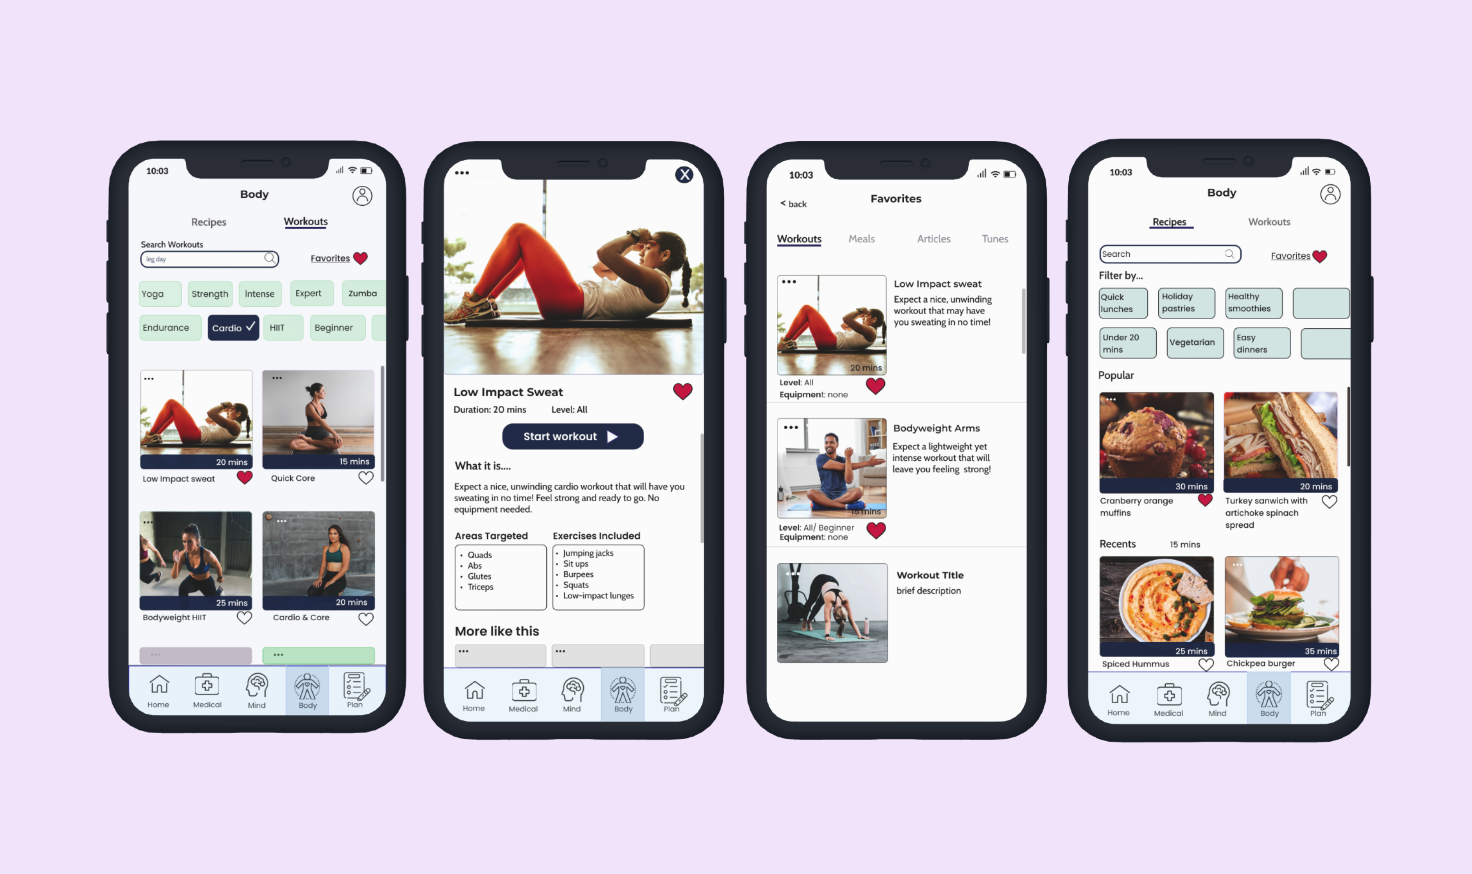 10:03
Body
Recipes
Workouts
Search Workouts
leg day
Favorites
Yoga
Strength
Intense
Expert
Zumba
Endurance
Cardio
HIIT
Beginner
20 mins
15 mins
Low Impact sweat
Quick Core
25 mins
20 mins
Bodyweight HIIT
Cardio & Core
Home
Medical
Mind
Body
Plan
X
Low Impact Sweat
Duration: 20 mins
Level: All
Start workout
What it is....
Expect a nice, unwinding cardio workout that will have you
sweating in no time! Feel strong and ready to go. No
equipment needed.
Areas Targeted
Exercises Included
• Quads
• Abs
• Glutes
• Triceps
• Jumping jacks
• Sit ups
• Burpees
• Squats
• Low-impact lunges
More like this
Home
Medical
Mind
Body
Plan
10:03
< back
Favorites
Workouts
Meals
Articles
Tunes
Low Impact sweat
Expect a nice, unwinding
workout that may have
you sweating in no time!
20 mins
Level: All
Equipment: none
Bodyweight Arms
Expect a lightweight yet
intense workout that will
leave you feeling strong!
15 mins
Level: All/ Beginner
Equipment: none
Workout TItle
brief description
10:03
Body
Recipes
Workouts
Search
Favorites
Filter by...
Quick
lunches
Holiday
pastries
Healthy
smoothies
Under 20
mins
Vegetarian
Easy
dinners
Popular
30 mins
20 mins
Cranberry orange
muffins
Turkey sanwich with
artichoke spinach
spread
Recents
15 mins
25 mins
35 mins
Spiced Hummus
Chickpea burger
Home
Medical
Mind
Body
Plan